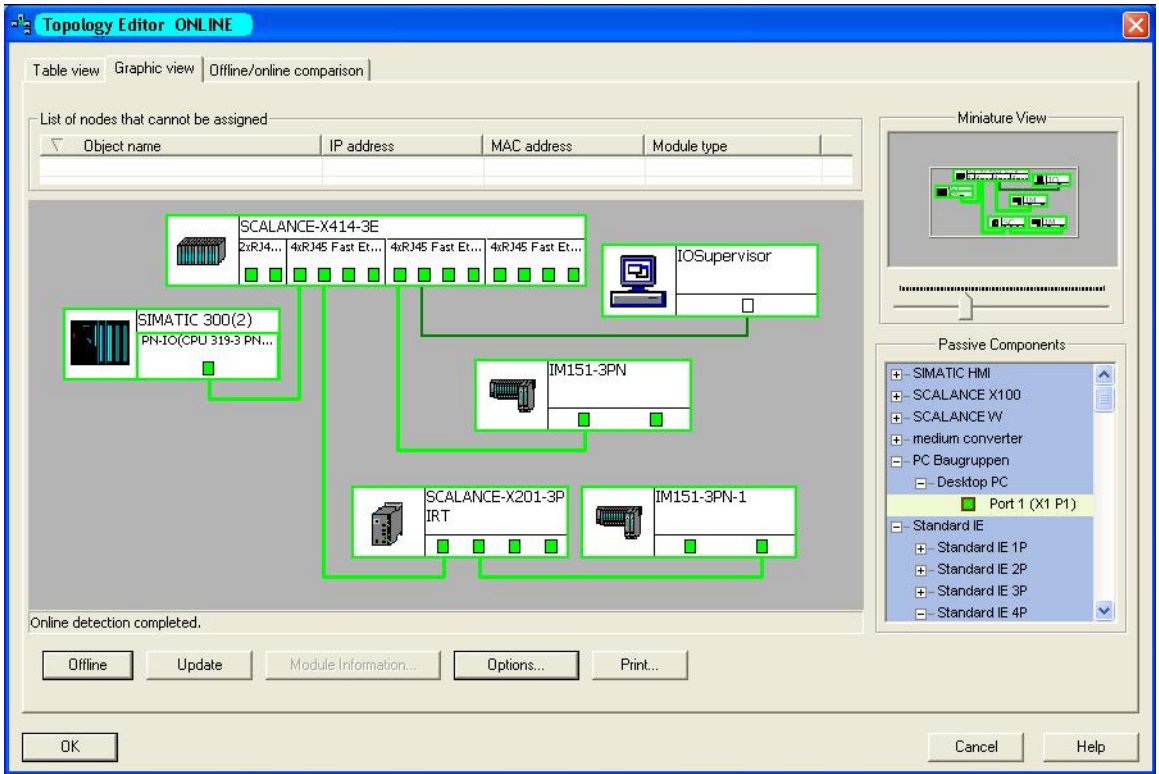 Topology Editor ONLINE
Table view Graphic view Offline/online comparison
List of nodes that cannot be assigned
Object name IP address MAC address Module type
SCALANCE-X414-3E
2xRJ4... 4xRJ45 Fast Et... 4xRJ45 Fast Et... 4xRJ45 Fast Et...
IOSupervisor
SIMATIC 300(2)
PN-IO(CPU 319-3 PN...
IM151-3PN
SCALANCE-X201-3P
IRT
IM151-3PN-1
Online detection completed.
Offline Update Module Information... Options... Print...
Miniature View
Passive Components
SIMATIC HMI
SCALANCE X100
SCALANCE W
medium converter
PC Baugruppen
Desktop PC
Port 1 (X1 P1)
Standard IE
Standard IE 1P
Standard IE 2P
Standard IE 3P
Standard IE 4P
OK Cancel Help